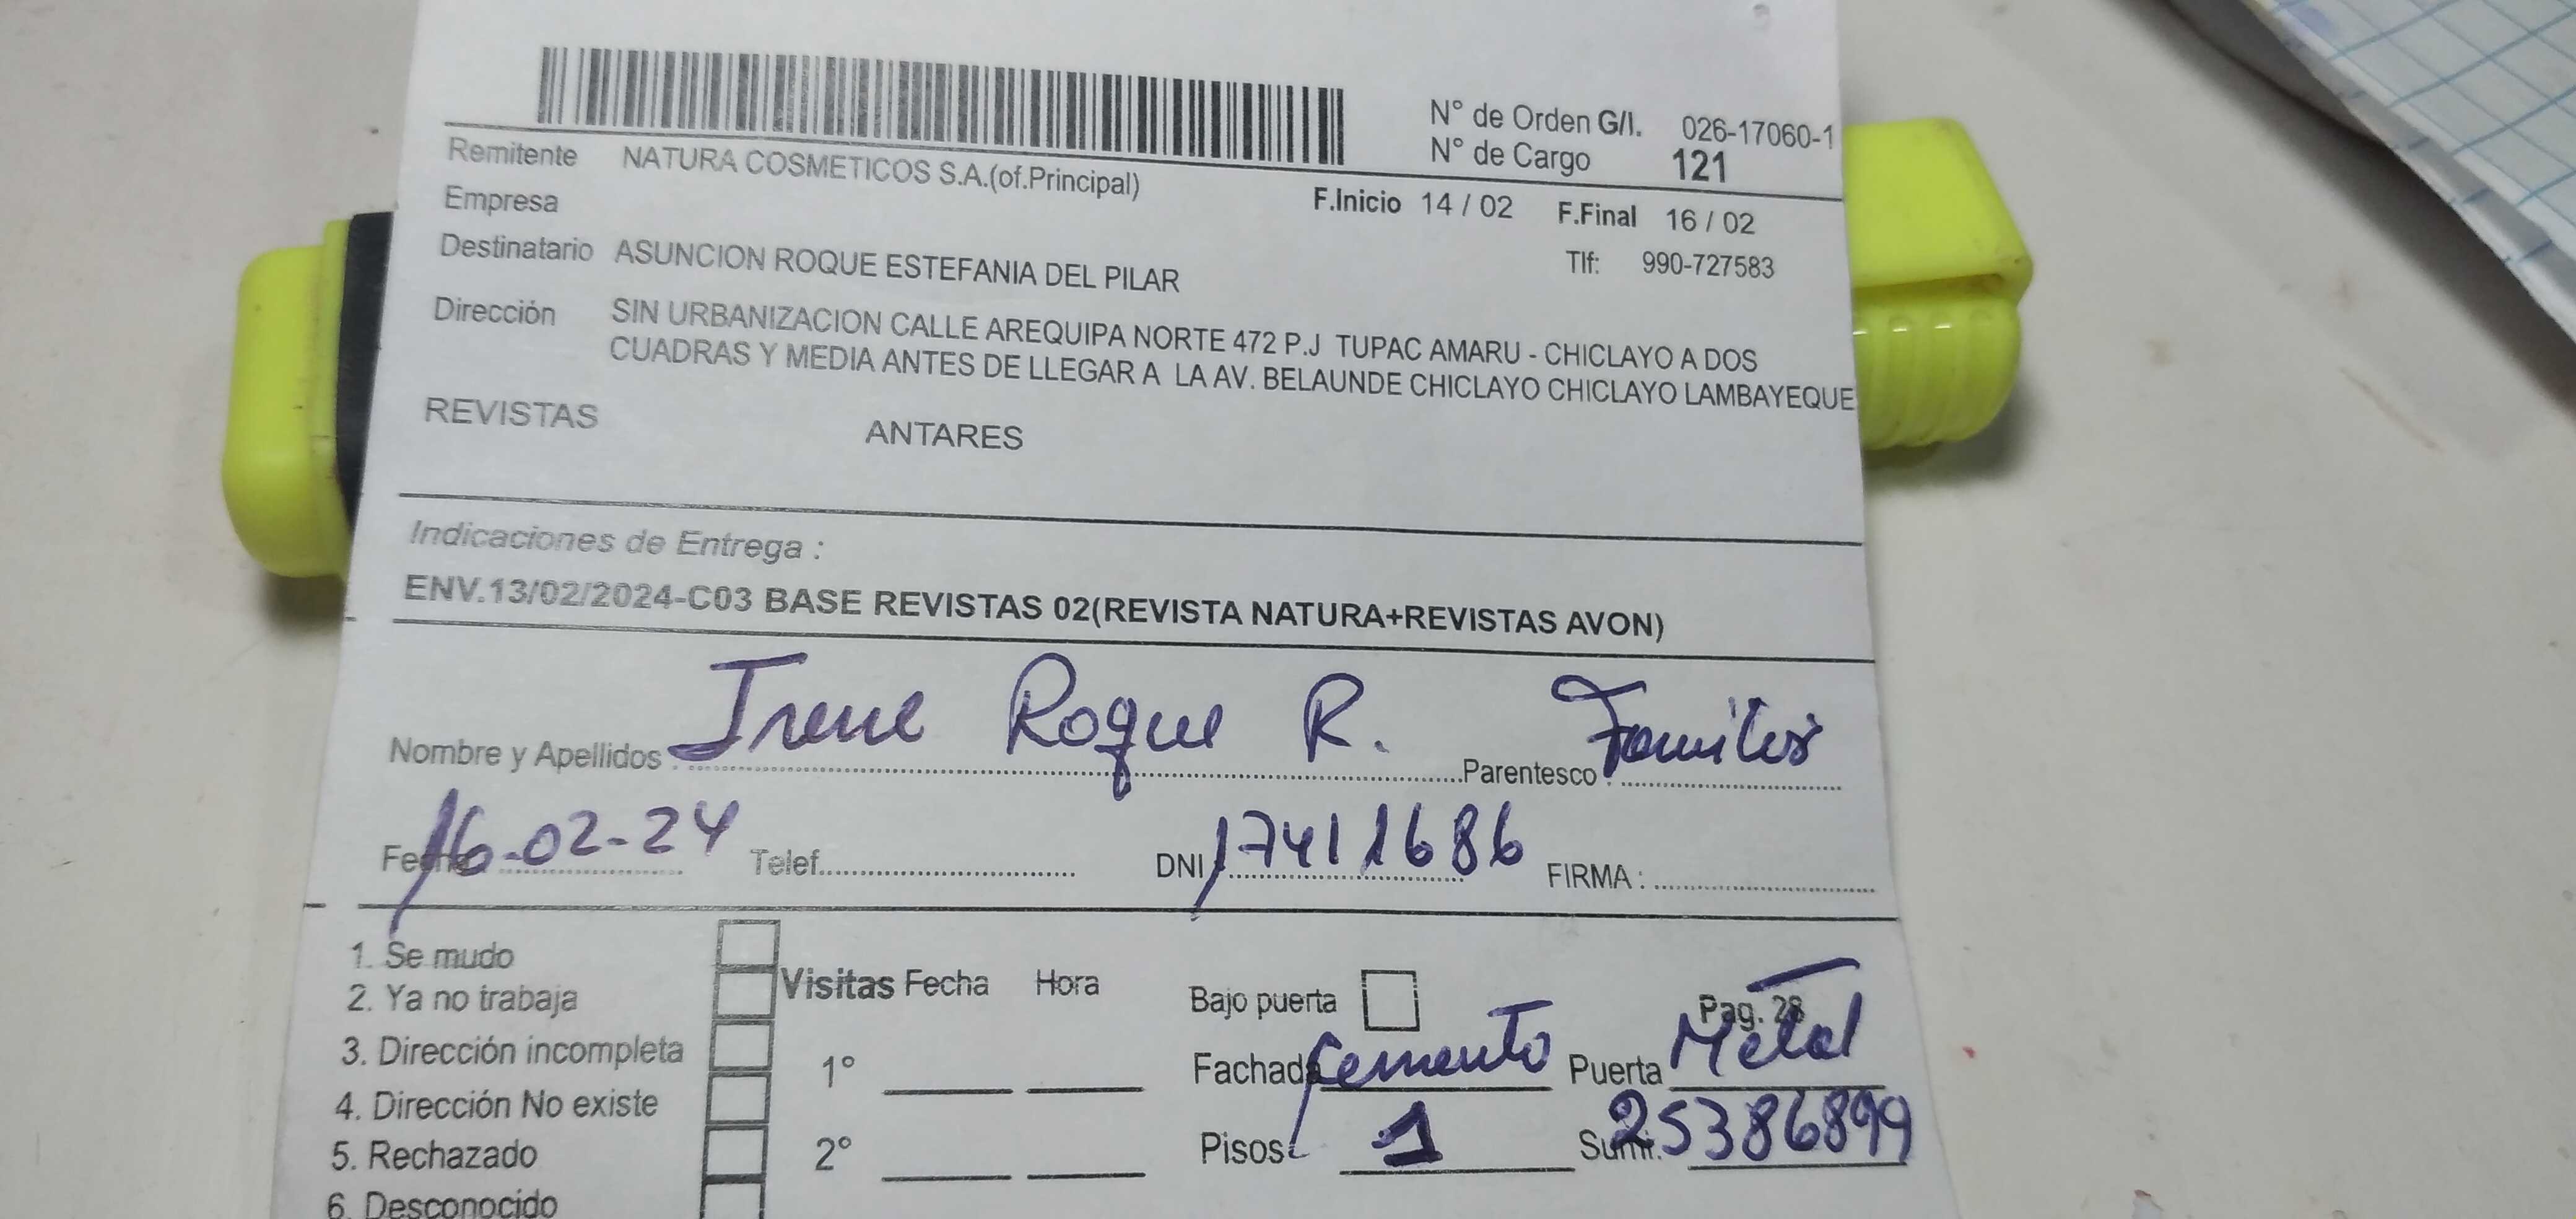 N° de Orden G/I. 026-17060-1
N° de Cargo 121
Remitente NATURA COSMETICOS S.A.(of.Principal)
Empresa F.Inicio 14 / 02 F.Final 16 / 02
Destinatario ASUNCION ROQUE ESTEFANIA DEL PILAR Tlf: 990-727583
Dirección SIN URBANIZACION CALLE AREQUIPA NORTE 472 P.J TUPAC AMARU - CHICLAYO A DOS
CUADRAS Y MEDIA ANTES DE LLEGAR A LA AV. BELAUNDE CHICLAYO CHICLAYO LAMBAYEQUE
REVISTAS ANTARES
Indicaciones de Entrega :
ENV.13/02/2024-C03 BASE REVISTAS 02(REVISTA NATURA+REVISTAS AVON)
Nombre y Apellidos : Irene Roque R. Parentesco : Familiar
Fecha 16-02-24 Telef. DNI 17411686 FIRMA :
1. Se mudo
2. Ya no trabaja
3. Dirección incompleta
4. Dirección No existe
5. Rechazado
6. Desconocido
Visitas Fecha Hora
1°
2°
Bajo puerta Pag. 28
Fachada Cemento Puerta Metal
Pisos 1 Sumi. 25386899